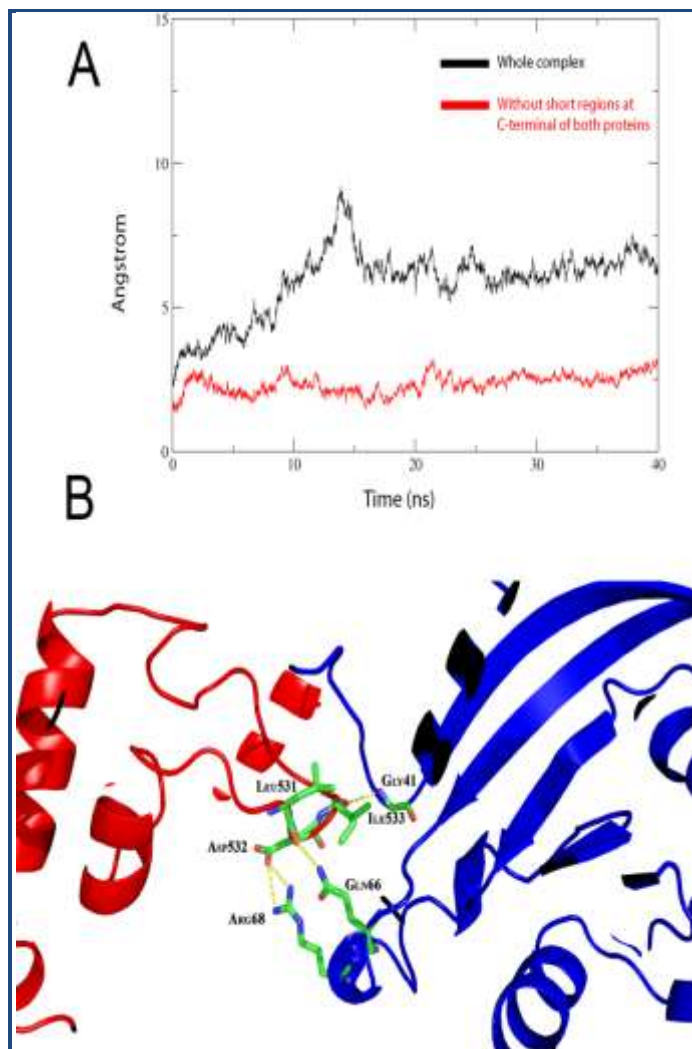 A
15
Whole complex
Without short regions at
C-terminal of both proteins
10
Angstrom
5
0
0
10
20
30
40
Time (ns)
B
LEU531
GLY41
ILE533
ASP532
GLN66
ARG68